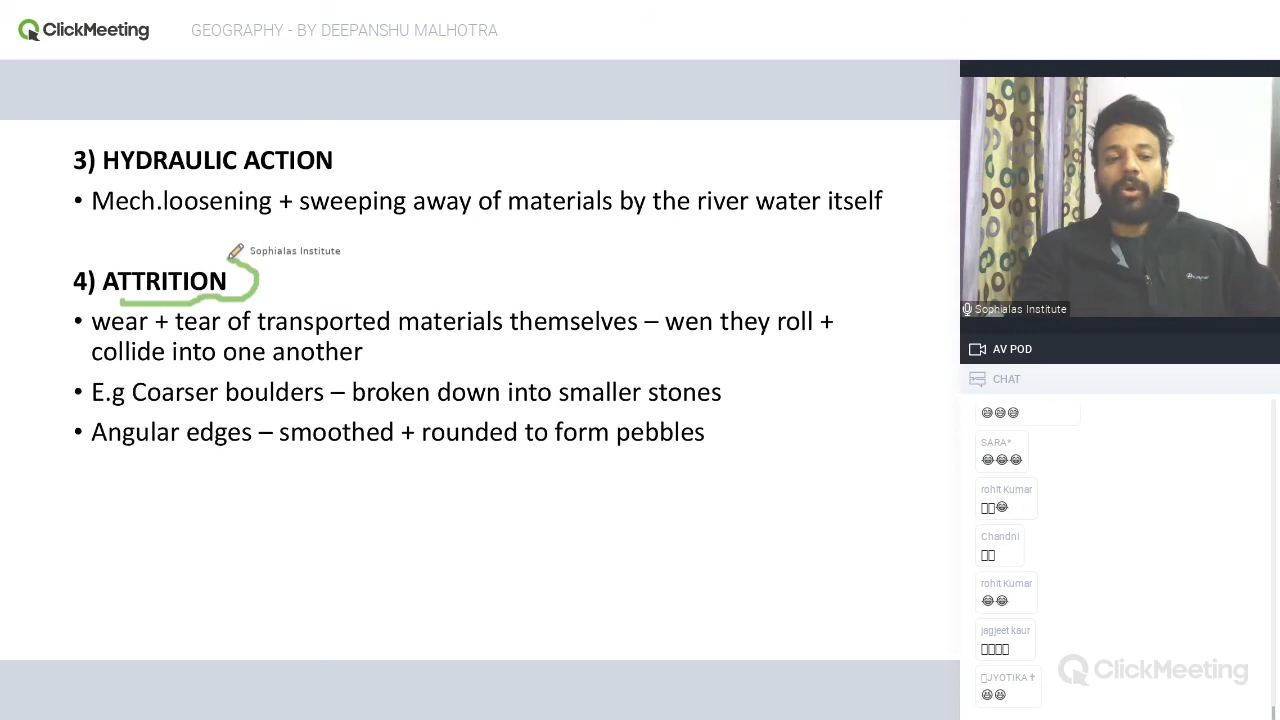 ClickMeeting
GEOGRAPHY - BY DEEPANSHU MALHOTRA
3) HYDRAULIC ACTION
• Mech.loosening + sweeping away of materials by the river water itself
Sophialas Institute
4) ATTRITION
• wear + tear of transported materials themselves – wen they roll +
collide into one another
• E.g Coarser boulders – broken down into smaller stones
• Angular edges – smoothed + rounded to form pebbles
Sophialas Institute
AV POD
CHAT
😅😅😅
SARA*
😂😂😂
rohit Kumar
😂
Chandni
rohit Kumar
😂😂
jagjeet kaur
JYOTIKA✝
😆😆
ClickMeeting